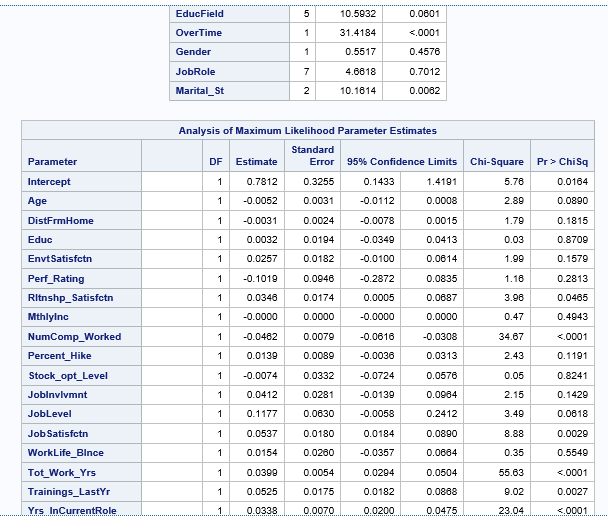 EducField 5 10.5932 0.0601
OverTime 1 31.4184 <.0001
Gender 1 0.5517 0.4576
JobRole 7 4.6618 0.7012
Marital_St 2 10.1614 0.0062
Analysis of Maximum Likelihood Parameter Estimates
Parameter DF Estimate Standard Error 95% Confidence Limits Chi-Square Pr > ChiSq
Intercept 1 0.7812 0.3255 0.1433 1.4191 5.76 0.0164
Age 1 -0.0052 0.0031 -0.0112 0.0008 2.89 0.0890
DistFrmHome 1 -0.0031 0.0024 -0.0078 0.0015 1.79 0.1815
Educ 1 0.0032 0.0194 -0.0349 0.0413 0.03 0.8709
EnvtSatisfctn 1 0.0257 0.0182 -0.0100 0.0614 1.99 0.1579
Perf_Rating 1 -0.1019 0.0946 -0.2872 0.0835 1.16 0.2813
Rltnshp_Satisfctn 1 0.0346 0.0174 0.0005 0.0687 3.96 0.0465
MthlyInc 1 -0.0000 0.0000 -0.0000 0.0000 0.47 0.4943
NumComp_Worked 1 -0.0462 0.0079 -0.0616 -0.0308 34.67 <.0001
Percent_Hike 1 0.0139 0.0089 -0.0036 0.0313 2.43 0.1191
Stock_opt_Level 1 -0.0074 0.0332 -0.0724 0.0576 0.05 0.8241
JobInvlvmnt 1 0.0412 0.0281 -0.0139 0.0964 2.15 0.1429
JobLevel 1 0.1177 0.0630 -0.0058 0.2412 3.49 0.0618
JobSatisfctn 1 0.0537 0.0180 0.0184 0.0890 8.88 0.0029
WorkLife_Blnce 1 0.0154 0.0260 -0.0357 0.0664 0.35 0.5549
Tot_Work_Yrs 1 0.0399 0.0054 0.0294 0.0504 55.63 <.0001
Trainings_LastYr 1 0.0525 0.0175 0.0182 0.0868 9.02 0.0027
Yrs_InCurrentRole 1 0.0338 0.0070 0.0200 0.0475 23.04 <.0001